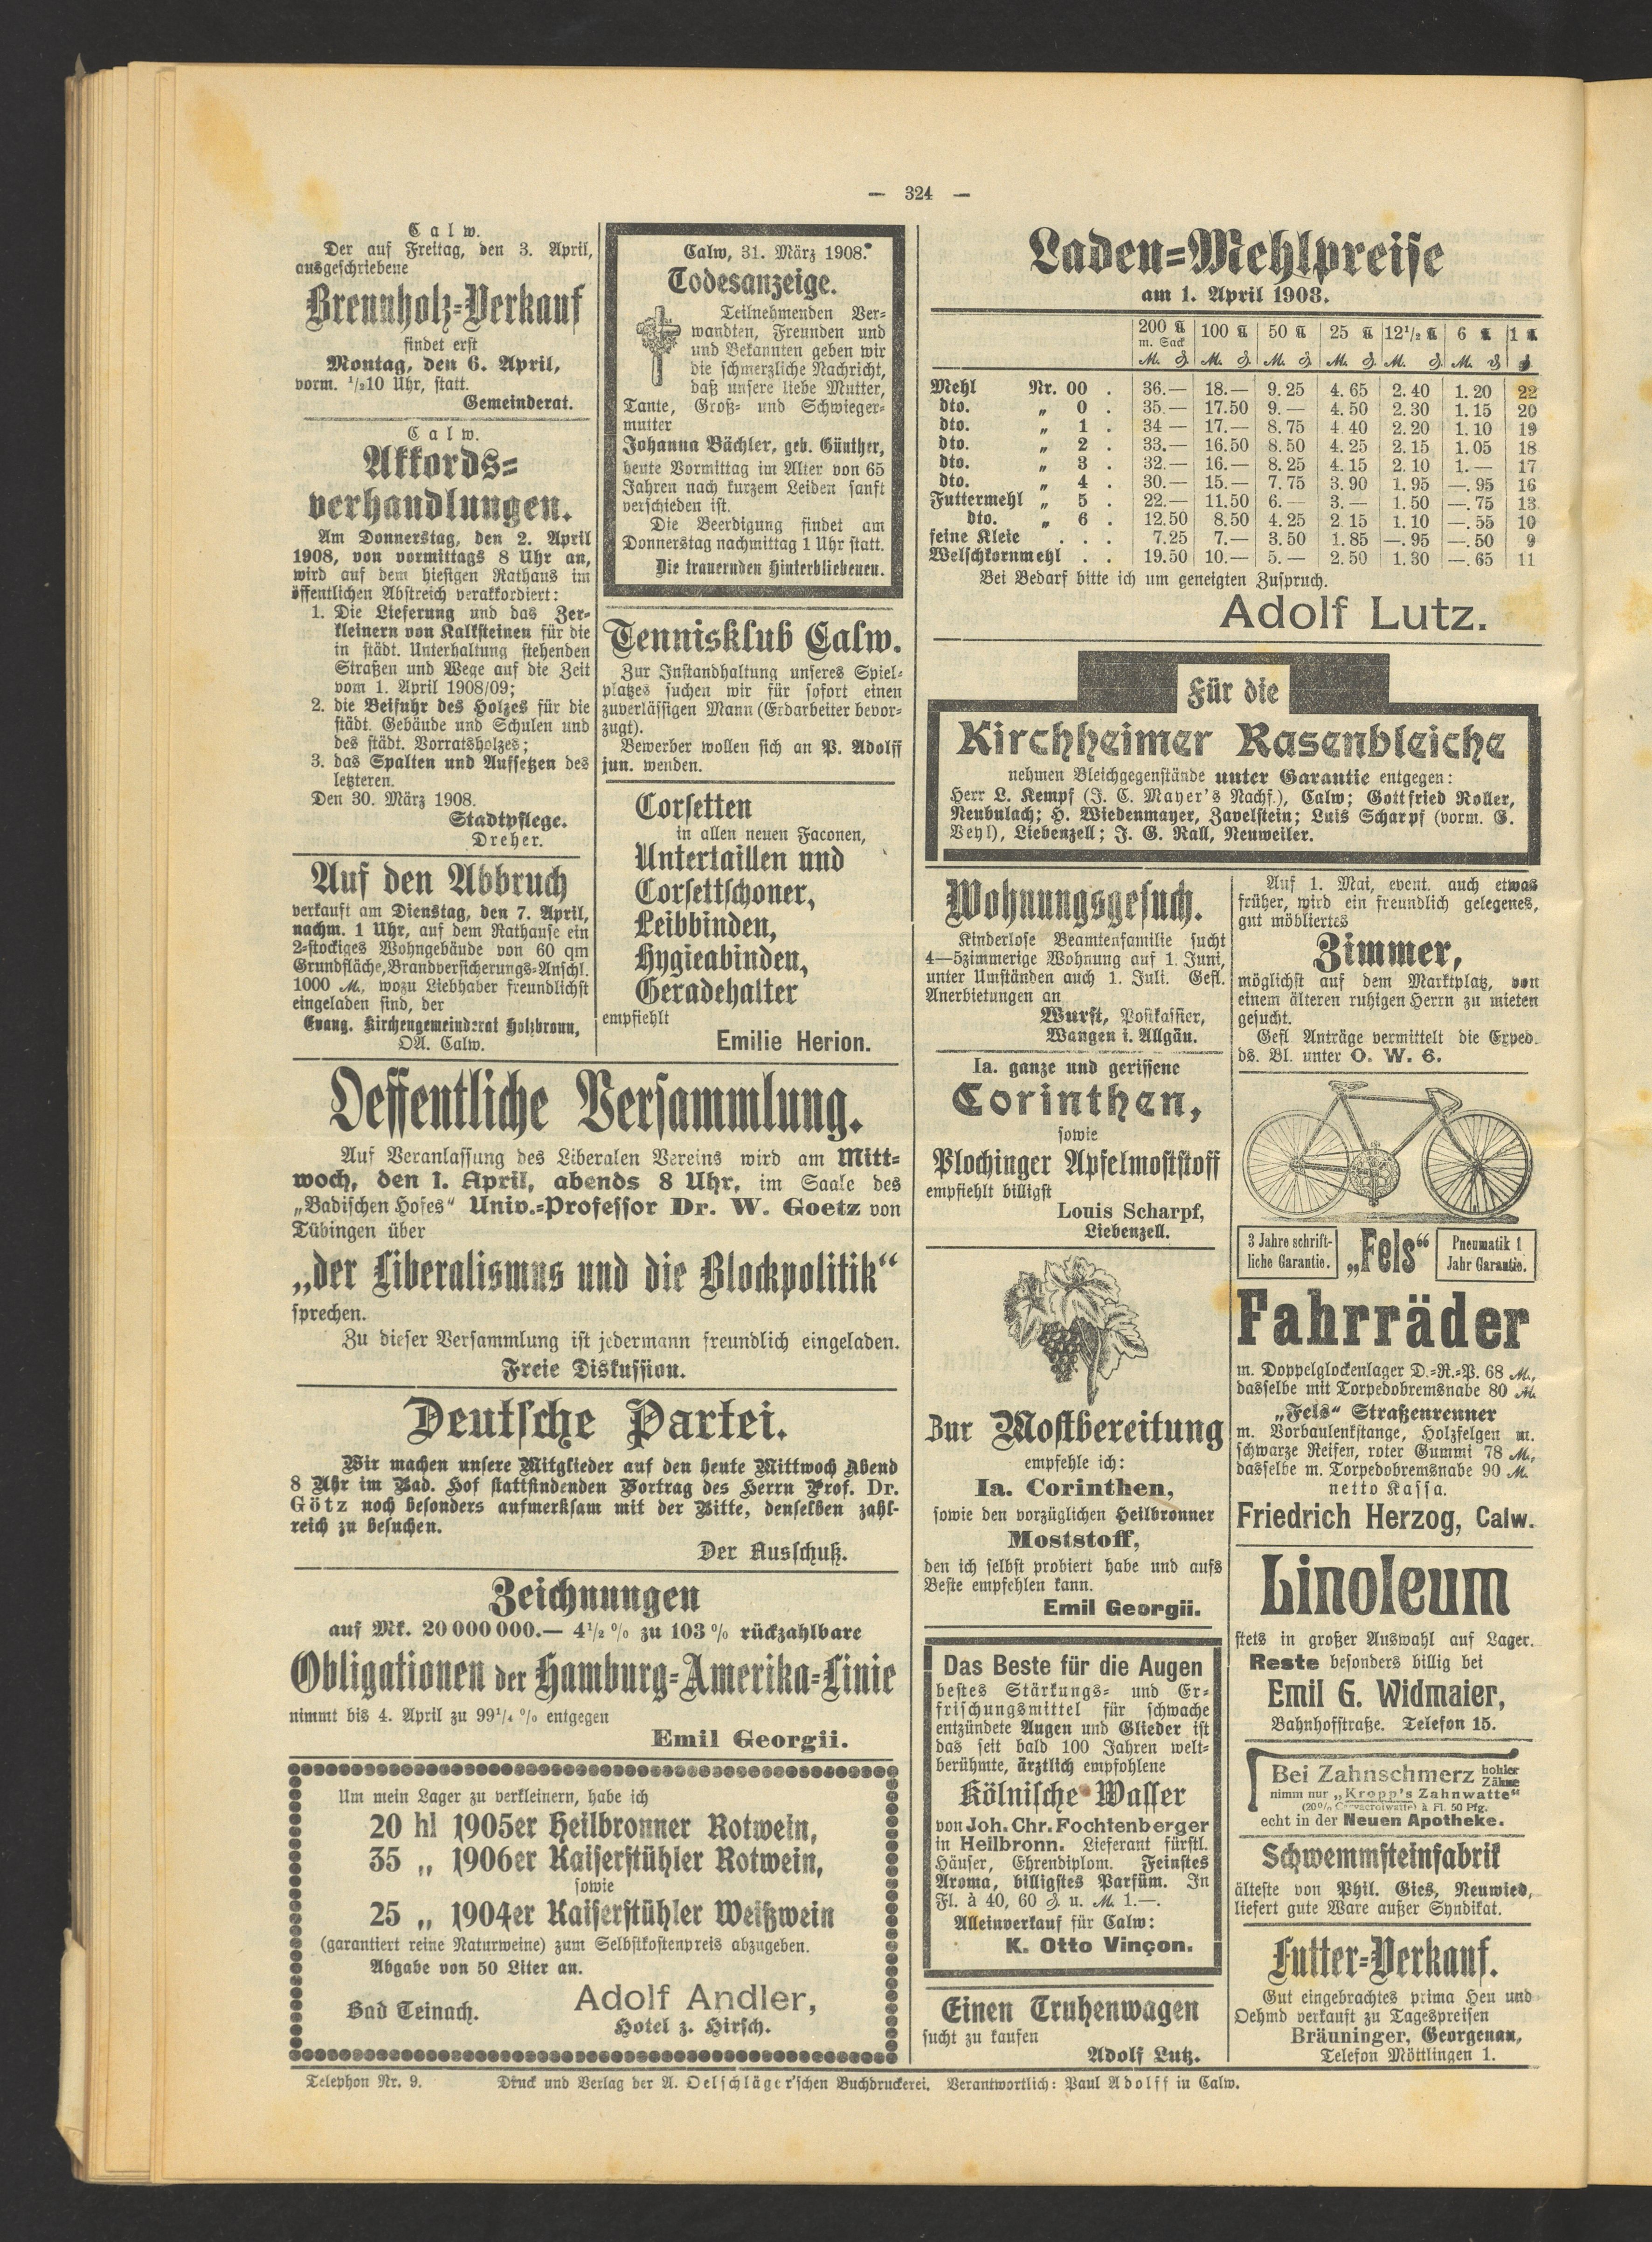 — 324 —
Calw.
Der auf Freitag, den 3. April,
ausgeschriebene
Brennholz-Verkauf
findet erst
Montag, den 6. April,
vorm. 1/210 Uhr, statt.
Gemeinderat.
Calw.
Akkords-
verhandlungen.
Am Donnerstag, den 2. April
1908, von vormittags 8 Uhr an,
wird auf dem hiesigen Rathaus im
öffentlichen Abstreich verakkordiert:
1. Die Lieferung und das Zer-
kleinern von Kalksteinen für die
in städt. Unterhaltung stehenden
Straßen und Wege auf die Zeit
vom 1. April 1908/09;
2. die Beifuhr des Holzes für die
städt. Gebäude und Schulen und
des städt. Vorratsholzes;
3. das Spalten und Aufsetzen des
letzteren.
Den 30. März 1908.
Stadtpflege.
Dreher.
Auf den Abbruch
verkauft am Dienstag, den 7. April,
nachm. 1 Uhr, auf dem Rathause ein
2-stockiges Wohngebäude von 60 qm
Grundfläche, Brandversicherungs-Anschl.
1000 M., wozu Liebhaber freundlichst
eingeladen sind, der
Evang. Kirchengemeinderat Holzbronn,
OA. Calw.
Calw, 31. März 1908.
Todesanzeige.
Teilnehmenden Ver-
wandten, Freunden und
und Bekannten geben wir
die schmerzliche Nachricht,
daß unsere liebe Mutter,
Tante, Groß- und Schwieger-
mutter
Johanna Bächler, geb. Günther,
heute Vormittag im Alter von 65
Jahren nach kurzem Leiden sanft
verschieden ist.
Die Beerdigung findet am
Donnerstag nachmittag 1 Uhr statt.
Die trauernden Hinterbliebenen.
Tennisklub Calw.
Zur Instandhaltung unseres Spiel-
platzes suchen wir für sofort einen
zuverlässigen Mann (Erdarbeiter bevor-
zugt).
Bewerber wollen sich an P. Adolff
jun. wenden.
Corsetten
in allen neuen Faconen,
Untertaillen und
Corsettschoner,
Leibbinden,
Hygieabinden,
Geradehalter
empfiehlt
Emilie Herion.
Oeffentliche Versammlung.
Auf Veranlassung des Liberalen Vereins wird am Mitt-
woch, den 1. April, abends 8 Uhr, im Saale des
„Badischen Hofes“ Univ.-Professor Dr. W. Goetz von
Tübingen über
„der Liberalismus und die Blockpolitik“
sprechen.
Zu dieser Versammlung ist jedermann freundlich eingeladen.
Freie Diskussion.
Deutsche Partei.
Wir machen unsere Mitglieder auf den heute Mittwoch Abend
8 Uhr im Bad. Hof stattfindenden Vortrag des Herrn Prof. Dr.
Götz noch besonders aufmerksam mit der Bitte, denselben zahl-
reich zu besuchen.
Der Ausschuß.
Zeichnungen
auf Mk. 20 000 000.— 4 1/2 % zu 103 % rückzahlbare
Obligationen der Hamburg-Amerika-Linie
nimmt bis 4. April zu 99 1/4 % entgegen
Emil Georgii.
Um mein Lager zu verkleinern, habe ich
20 hl 1905er Heilbronner Rotwein,
35 „ 1906er Kaiserstühler Rotwein,
sowie
25 „ 1904er Kaiserstühler Weißwein
(garantiert reine Naturweine) zum Selbstkostenpreis abzugeben.
Abgabe von 50 Liter an.
Adolf Andler,
Bad Teinach.
Hotel z. Hirsch.
Laden-Mehlpreise
am 1. April 1908.
200 ℔ 100 ℔ 50 ℔ 25 ℔ 12 1/2 ℔ 6 ℔ 1 ℔
m. Sack
M. ₰ M. ₰ M. ₰ M. ₰ M. ₰ M. ₰ ₰
Mehl Nr. 00 . 36.— 18.— 9.25 4.65 2.40 1.20 22
dto. „ 0 . 35.— 17.50 9.— 4.50 2.30 1.15 20
dto. „ 1 . 34 — 17.— 8.75 4.40 2.20 1.10 19
dto. „ 2 . 33.— 16.50 8.50 4.25 2.15 1.05 18
dto. „ 3 . 32.— 16.— 8.25 4.15 2.10 1.— 17
dto. „ 4 . 30.— 15.— 7.75 3.90 1.95 —.95 16
Futtermehl „ 5 22.— 11.50 6.— 3.— 1.50 —.75 13
dto. „ 6 . 12.50 8.50 4.25 2.15 1.10 —.55 10
feine Kleie . . . 7.25 7.— 3.50 1.85 —.95 —.50 9
Welschkornmehl . . 19.50 10.— 5.— 2.50 1.30 —.65 11
Bei Bedarf bitte ich um geneigten Zuspruch.
Adolf Lutz.
Für die
Kirchheimer Rasenbleiche
nehmen Bleichgegenstände unter Garantie entgegen:
Herr L. Kempf (J. C. Mayer's Nachf.), Calw; Gottfried Roller,
Neubulach; H. Wiedenmayer, Zavelstein; Luis Scharpf (vorm. G.
Veyl), Liebenzell; J. G. Rall, Neuweiler.
Wohnungsgesuch.
Kinderlose Beamtenfamilie sucht
4—5zimmerige Wohnung auf 1. Juni,
unter Umständen auch 1. Juli. Gefl.
Anerbietungen an
Wurst, Postkassier,
Wangen i. Allgäu.
Ia. ganze und gerissene
Corinthen,
sowie
Plochinger Apfelmoststoff
empfiehlt billigst
Louis Scharpf,
Liebenzell.
Zur Mostbereitung
empfehle ich:
Ia. Corinthen,
sowie den vorzüglichen Heilbronner
Moststoff,
den ich selbst probiert habe und aufs
Beste empfehlen kann.
Emil Georgii.
Das Beste für die Augen
bestes Stärkungs- und Er-
frischungsmittel für schwache
entzündete Augen und Glieder ist
das seit bald 100 Jahren welt-
berühmte, ärztlich empfohlene
Kölnische Wasser
von Joh. Chr. Fochtenberger
in Heilbronn. Lieferant fürstl.
Häuser, Ehrendiplom. Feinstes
Aroma, billigstes Parfüm. In
Fl. à 40, 60 ₰ u. M. 1.—.
Alleinverkauf für Calw:
K. Otto Vinçon.
Einen Truhenwagen
sucht zu kaufen
Adolf Lutz.
Auf 1. Mai, event. auch etwas
früher, wird ein freundlich gelegenes,
gut möbliertes
Zimmer,
möglichst auf dem Marktplatz, von
einem älteren ruhigen Herrn zu mieten
gesucht.
Gefl Anträge vermittelt die Exped.
ds. Bl. unter O. W. 6.
3 Jahre schrift-
liche Garantie.
„Fels“
Pneumatik 1
Jahr Garantie.
Fahrräder
m. Doppelglockenlager D.-R.-P. 68 M.,
dasselbe mit Torpedobremsnabe 80 M.
„Fels“ Straßenrenner
m. Vorbaulenkstange, Holzfelgen m.
schwarze Reifen, roter Gummi 78 M.,
dasselbe m. Torpedobremsnabe 90 M.
netto Kassa.
Friedrich Herzog, Calw.
Linoleum
stets in großer Auswahl auf Lager.
Reste besonders billig bei
Emil G. Widmaier,
Bahnhofstraße. Telefon 15.
Bei Zahnschmerz hohler
Zähne
nimm nur „Kropp's Zahnwatte“
(20% Carvacrolwatte) à Fl. 50 Pfg.
echt in der Neuen Apotheke.
Schwemmsteinfabrik
älteste von Phil. Gies, Neuwied,
liefert gute Ware außer Syndikat.
Futter-Verkauf.
Gut eingebrachtes prima Heu und
Oehmd verkauft zu Tagespreisen
Bräuninger, Georgenau,
Telefon Möttlingen 1.
Telephon Nr. 9. Druck und Verlag der A. Oelschläger'schen Buchdruckerei. Verantwortlich: Paul Adolff in Calw.